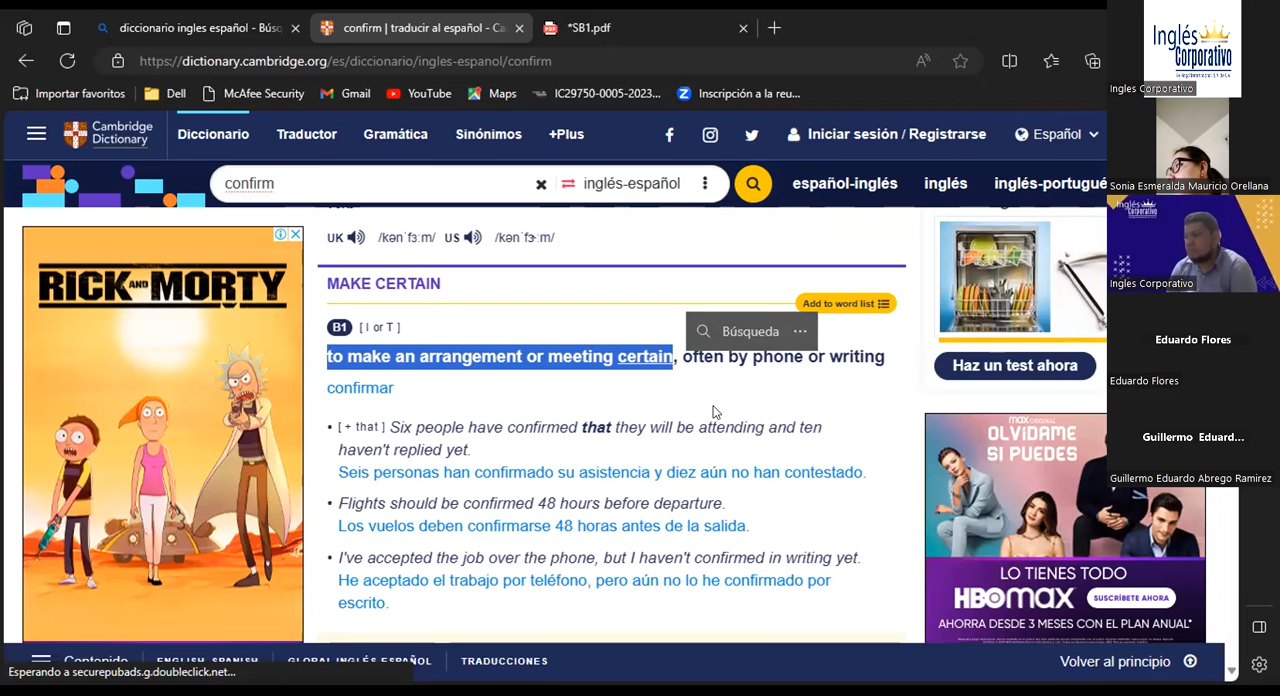 diccionario ingles español - Búsq
confirm | traducir al español - Ca
*SB1.pdf
https://dictionary.cambridge.org/es/diccionario/ingles-espanol/confirm
Importar favoritos
Dell
McAfee Security
Gmail
YouTube
Maps
IC29750-0005-2023...
Inscripción a la reu...
Cambridge
Dictionary
Diccionario
Traductor
Gramática
Sinónimos
+Plus
Iniciar sesión / Registrarse
Español
confirm
inglés-español
español-inglés
inglés
inglés-portugué
UK /kənˈfɜːm/ US /kənˈfɝːm/
MAKE CERTAIN
Add to word list
B1 [ I or T ]
Búsqueda ···
to make an arrangement or meeting certain, often by phone or writing
confirmar
• [ + that ] Six people have confirmed that they will be attending and ten
haven't replied yet.
Seis personas han confirmado su asistencia y diez aún no han contestado.
• Flights should be confirmed 48 hours before departure.
Los vuelos deben confirmarse 48 horas antes de la salida.
• I've accepted the job over the phone, but I haven't confirmed in writing yet.
He aceptado el trabajo por teléfono, pero aún no lo he confirmado por
escrito.
RICK AND MORTY
Haz un test ahora
max ORIGINAL
OLVÍDAME
SI PUEDES
LO TIENES TODO
HBOmax
SUSCRÍBETE AHORA
AHORRA DESDE 3 MESES CON EL PLAN ANUAL*
Contenido
ENGLISH–SPANISH
GLOBAL INGLÉS–ESPAÑOL
TRADUCCIONES
Volver al principio
Esperando a securepubads.g.doubleclick.net...
Inglés
Corporativo
Ingles Corporativo
Sonia Esmeralda Mauricio Orellana
Inglés
Corporativo
Ingles Corporativo
Eduardo Flores
Eduardo Flores
Guillermo Eduard...
Guillermo Eduardo Abrego Ramirez